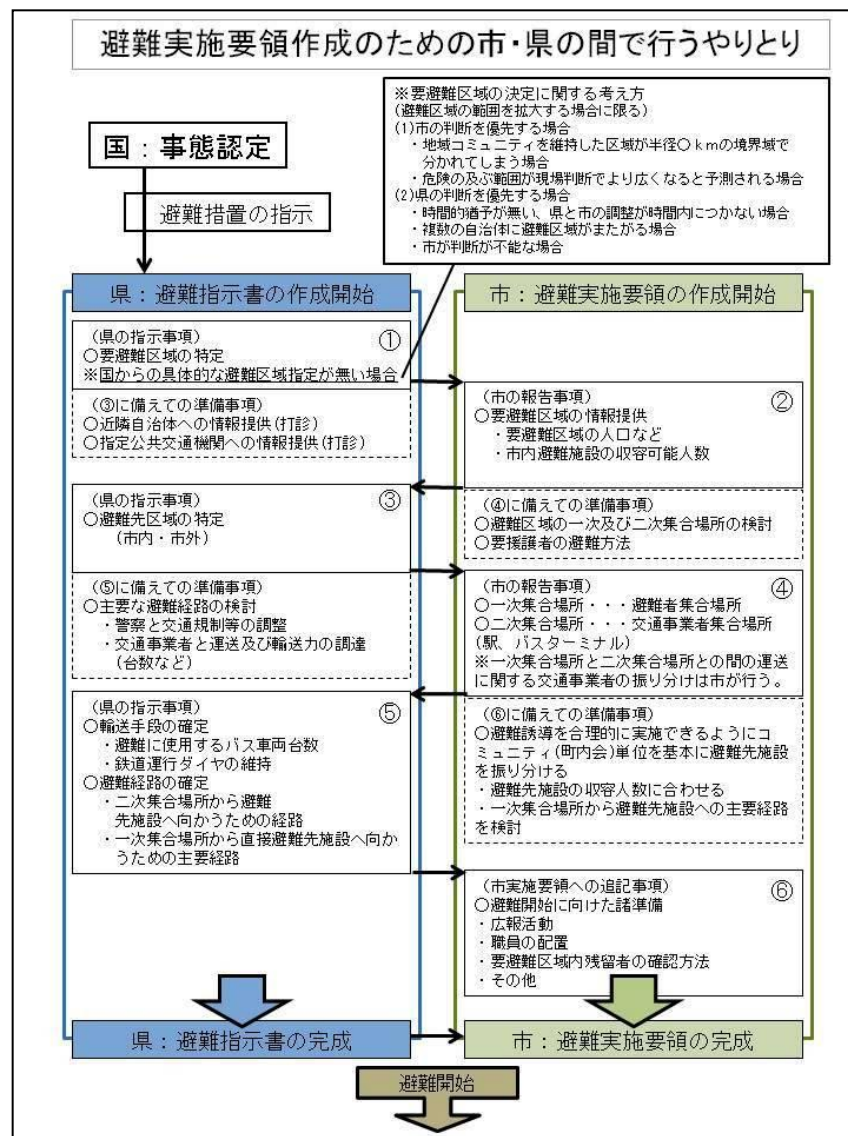 避難実施要領作成のための市・県の間で行うやりとり
※要避難区域の決定に関する考え方
(避難区域の範囲を拡大する場合に限る)
(1)市の判断を優先する場合
・地域コミュニティを維持した区域が半径○kmの境界域で
分かれてしまう場合
・危険の及ぶ範囲が現場判断でより広くなると予測される場合
(2)県の判断を優先する場合
・時間的猶予が無い、県と市の調整が時間内につかない場合
・複数の自治体に避難区域がまたがる場合
・市が判断が不能な場合
国：事態認定
避難措置の指示
県：避難指示書の作成開始
市：避難実施要領の作成開始
(県の指示事項) ①
○要避難区域の特定
※国からの具体的な避難区域指定が無い場合
(③に備えての準備事項)
○近隣自治体への情報提供(打診)
○指定公共交通機関への情報提供(打診)
(市の報告事項) ②
○要避難区域の情報提供
・要避難区域の人口など
・市内避難施設の収容可能人数
(県の指示事項) ③
○避難先区域の特定
(市内・市外)
(④に備えての準備事項)
○避難区域の一次及び二次集合場所の検討
○要援護者の避難方法
(⑤に備えての準備事項)
○主要な避難経路の検討
・警察と交通規制等の調整
・交通事業者と運送及び輸送力の調達
(台数など)
(市の報告事項) ④
○一次集合場所・・・避難者集合場所
○二次集合場所・・・交通事業者集合場所
(駅、バスターミナル)
※一次集合場所と二次集合場所との間の運送
に関する交通事業者の振り分けは市が行う。
(県の指示事項) ⑤
○輸送手段の確定
・避難に使用するバス車両台数
・鉄道運行ダイヤの維持
○避難経路の確定
・二次集合場所から避難
先施設へ向かうための経路
・一次集合場所から直接避難先施設へ向か
うための主要経路
(⑥に備えての準備事項)
○避難誘導を合理的に実施できるようにコ
ミュニティ(町内会)単位を基本に避難先施設
を振り分ける
・避難先施設の収容人数に合わせる
・一次集合場所から避難先施設への主要経路
を検討
(市実施要領への追記事項) ⑥
○避難開始に向けた諸準備
・広報活動
・職員の配置
・要避難区域内残留者の確認方法
・その他
県：避難指示書の完成
市：避難実施要領の完成
避難開始